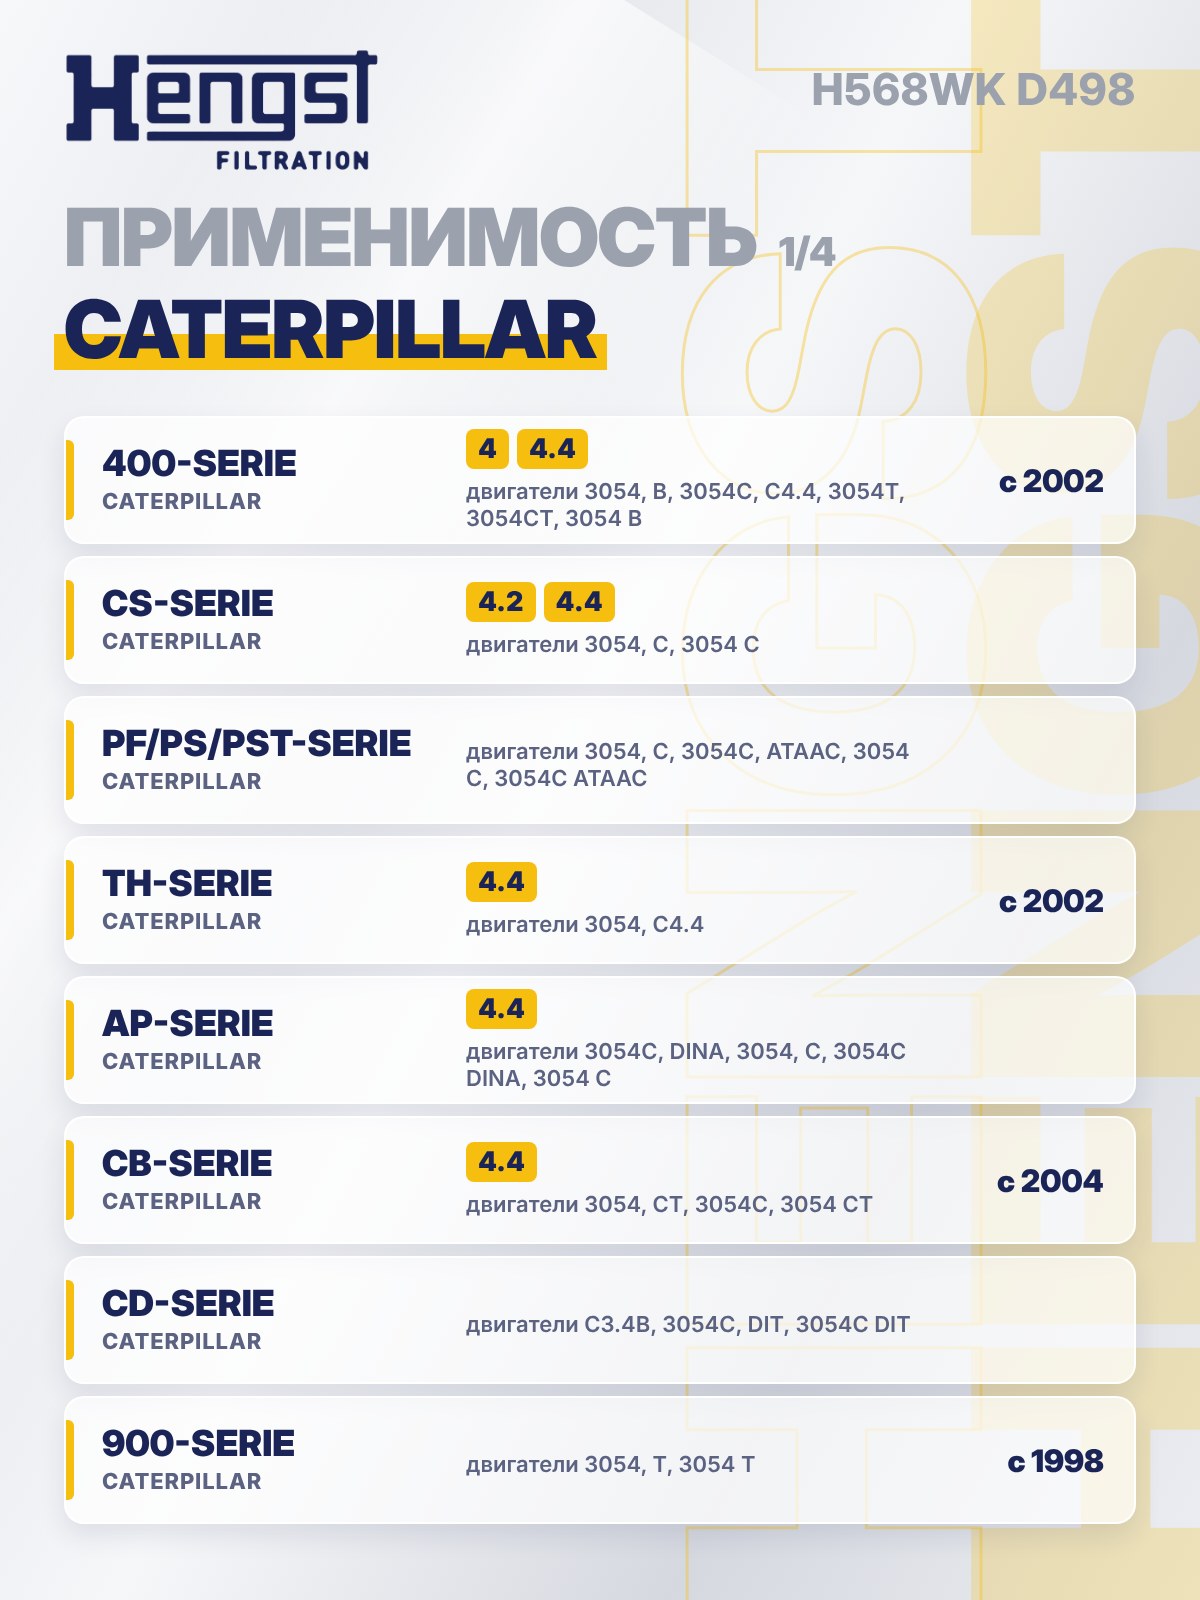 Hengst
FILTRATION
H568WK D498
ПРИМЕНИМОСТЬ 1/4
CATERPILLAR
400-SERIE
CATERPILLAR
4 4.4
двигатели 3054, B, 3054C, C4.4, 3054T,
3054CT, 3054 B
с 2002
CS-SERIE
CATERPILLAR
4.2 4.4
двигатели 3054, C, 3054 C
PF/PS/PST-SERIE
CATERPILLAR
двигатели 3054, C, 3054C, ATAAC, 3054
C, 3054C ATAAC
TH-SERIE
CATERPILLAR
4.4
двигатели 3054, C4.4
с 2002
AP-SERIE
CATERPILLAR
4.4
двигатели 3054C, DINA, 3054, C, 3054C
DINA, 3054 C
CB-SERIE
CATERPILLAR
4.4
двигатели 3054, CT, 3054C, 3054 CT
с 2004
CD-SERIE
CATERPILLAR
двигатели C3.4B, 3054C, DIT, 3054C DIT
900-SERIE
CATERPILLAR
двигатели 3054, T, 3054 T
с 1998
HENGST
HENGST